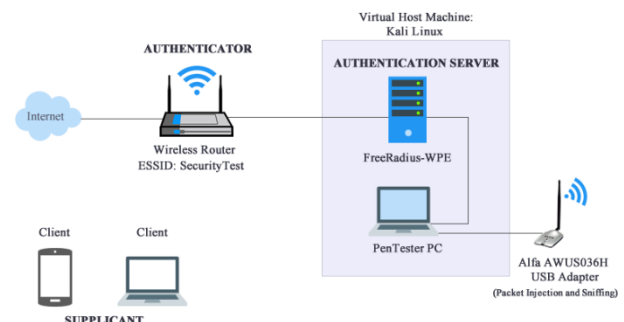 Virtual Host Machine:
Kali Linux
AUTHENTICATOR
AUTHENTICATION SERVER
Internet
Wireless Router
ESSID: SecurityTest
FreeRadius-WPE
Client
Client
PenTester PC
Alfa AWUS036H
USB Adapter
(Packet Injection and Sniffing)
SUPPLICANT